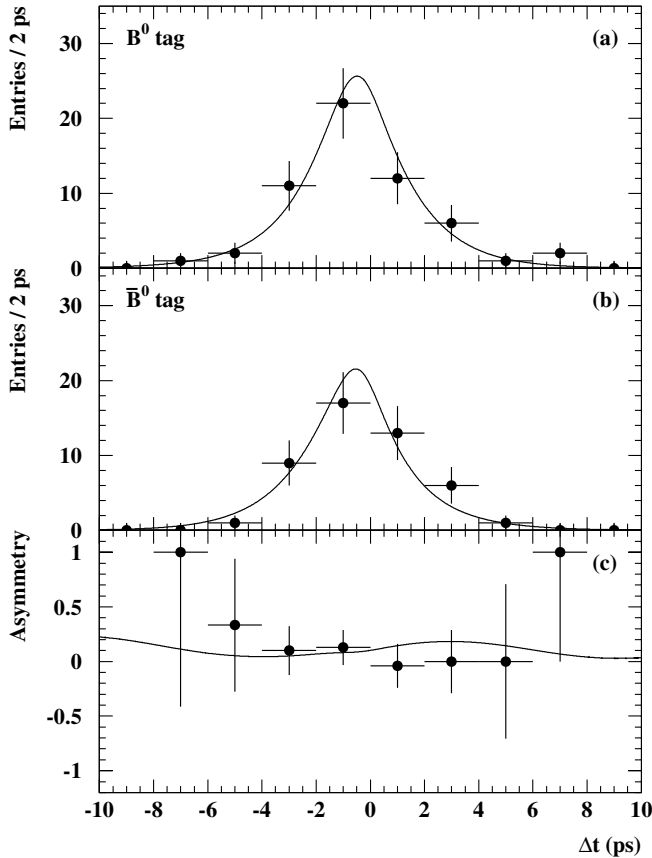 Entries / 2 ps
30
20
10
0
B⁰ tag
(a)
Entries / 2 ps
30
20
10
0
B̅⁰ tag
(b)
Asymmetry
1
0.5
0
-0.5
-1
(c)
-10 -8 -6 -4 -2 0 2 4 6 8 10
Δt (ps)